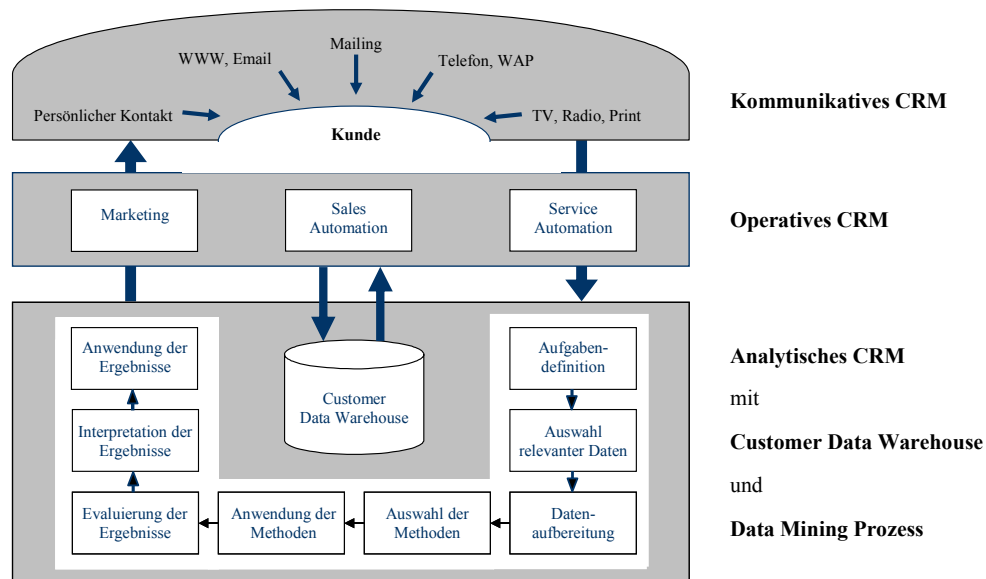 Mailing
WWW, Email
Telefon, WAP
Persönlicher Kontakt
TV, Radio, Print
Kunde
Kommunikatives CRM
Marketing
Sales
Automation
Service
Automation
Operatives CRM
Anwendung der
Ergebnisse
Customer
Data Warehouse
Aufgaben-
definition
Interpretation der
Ergebnisse
Auswahl
relevanter Daten
Evaluierung der
Ergebnisse
Anwendung der
Methoden
Auswahl der
Methoden
Daten-
aufbereitung
Analytisches CRM
mit
Customer Data Warehouse
und
Data Mining Prozess